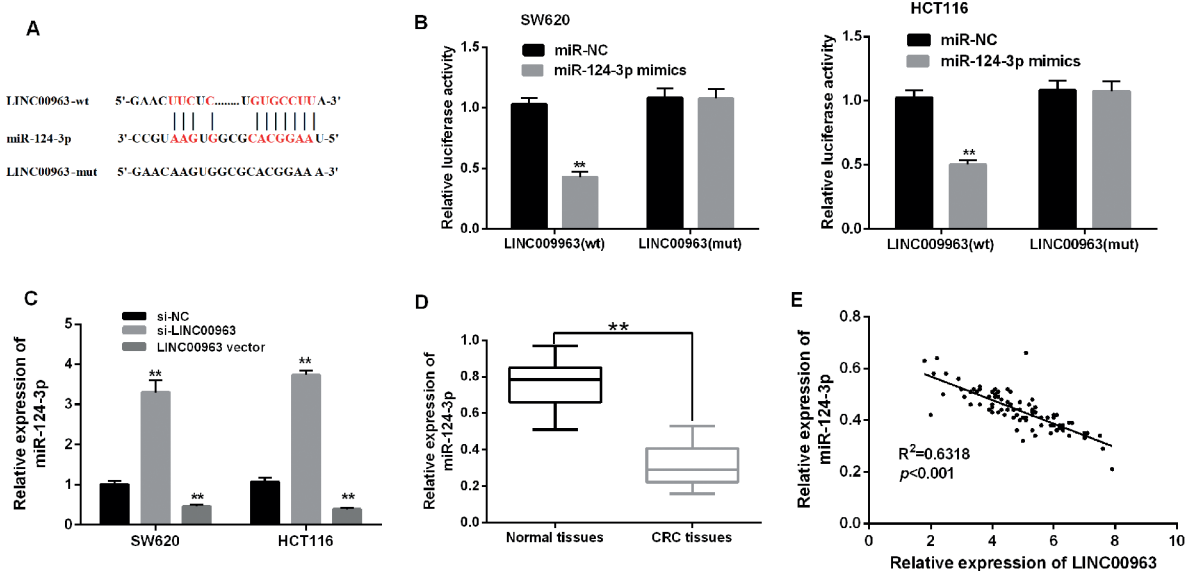 A
LINC00963-wt 5'-GAACUUCUC........UGUGCCUUA-3'
miR-124-3p 3'-CCGUAAGUGGCGCACGGAAU-5'
LINC00963-mut 5'-GAACAAGUGGCGCACGGAAA-3'
B
SW620
miR-NC
miR-124-3p mimics
Relative luciferase activity
1.5
1.0
0.5
0.0
**
LINC009963(wt) LINC00963(mut)
HCT116
miR-NC
miR-124-3p mimics
Relative luciferase activity
1.5
1.0
0.5
0.0
**
LINC009963(wt) LINC00963(mut)
C
si-NC
si-LINC00963
LINC00963 vector
Relative expression of
miR-124-3p
5
4
3
2
1
0
**
**
**
**
SW620 HCT116
D
Relative expression of
miR-124-3p
1.0
0.8
0.6
0.4
0.2
0.0
**
Normal tissues CRC tissues
E
Relative expression of
miR-124-3p
0.8
0.6
0.4
0.2
0.0
R²=0.6318
p<0.001
0 2 4 6 8 10
Relative expression of LINC00963